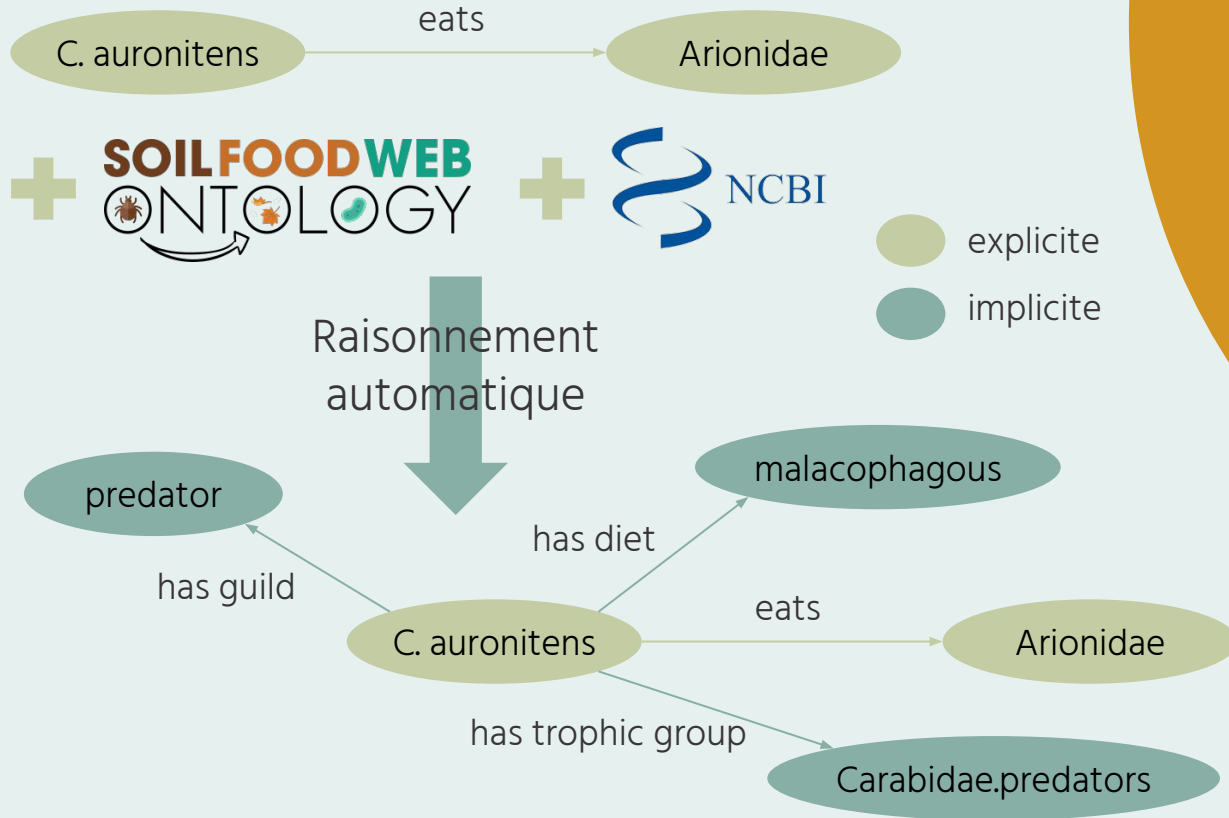 eats
C. auronitens
Arionidae
SOILFOODWEB
ONTOLOGY
NCBI
explicite
implicite
Raisonnement
automatique
predator
malacophagous
has diet
has guild
eats
C. auronitens
Arionidae
has trophic group
Carabidae.predators